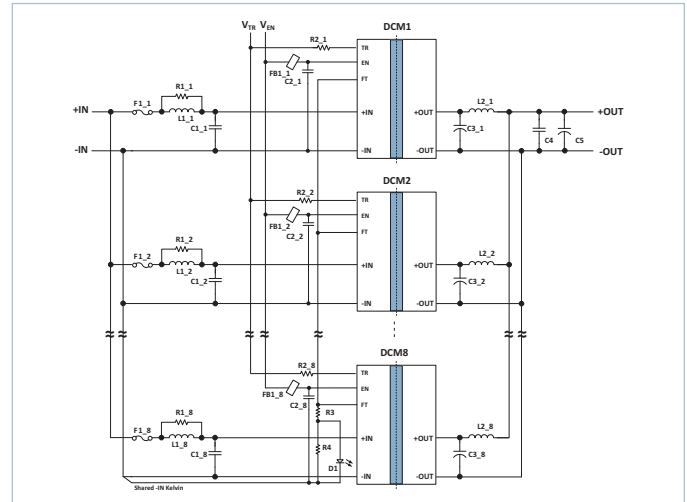 VTR VEN
DCM1
R2_1
TR
EN
FB1_1
C2_1
FT
R1_1
+IN
F1_1
L1_1
C1_1
+IN
+OUT
L2_1
C3_1
C4
C5
+OUT
-IN
-IN
-OUT
-OUT
DCM2
R2_2
TR
EN
FB1_2
C2_2
FT
R1_2
F1_2
L1_2
C1_2
+IN
+OUT
L2_2
C3_2
-IN
-OUT
DCM8
R2_8
TR
EN
FB1_8
C2_8
FT
R3
R1_8
F1_8
L1_8
C1_8
R4
D1
+IN
+OUT
L2_8
C3_8
-IN
-OUT
Shared -IN Kelvin